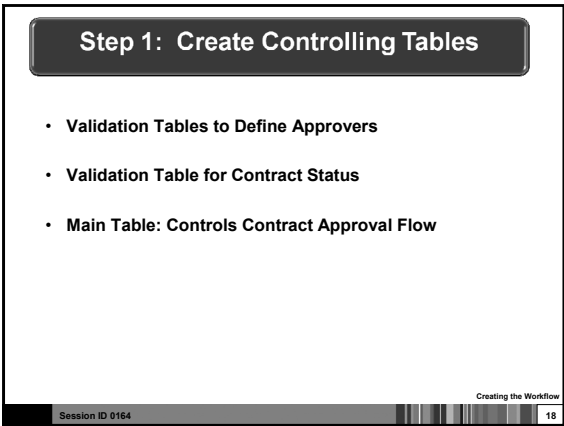 Step 1: Create Controlling Tables
• Validation Tables to Define Approvers
• Validation Table for Contract Status
• Main Table: Controls Contract Approval Flow
Creating the Workflow
Session ID 0164
18